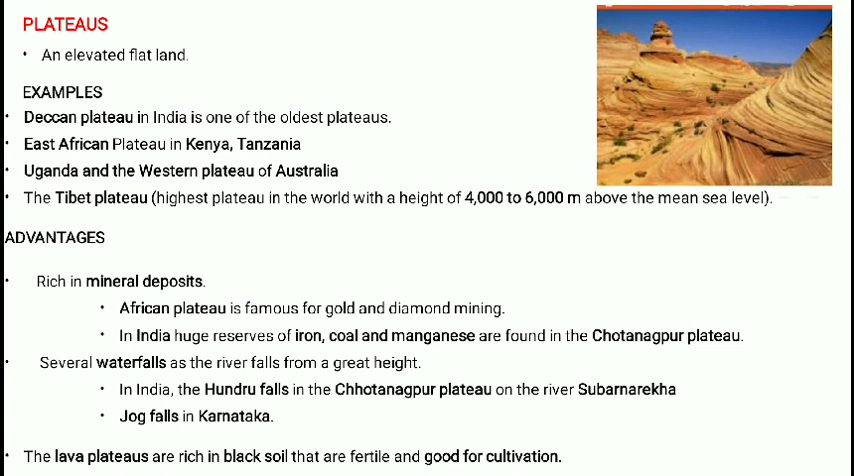 PLATEAUS
• An elevated flat land.
EXAMPLES
• Deccan plateau in India is one of the oldest plateaus.
• East African Plateau in Kenya, Tanzania
• Uganda and the Western plateau of Australia
• The Tibet plateau (highest plateau in the world with a height of 4,000 to 6,000 m above the mean sea level).
ADVANTAGES
• Rich in mineral deposits.
• African plateau is famous for gold and diamond mining.
• In India huge reserves of iron, coal and manganese are found in the Chotanagpur plateau.
• Several waterfalls as the river falls from a great height.
• In India, the Hundru falls in the Chhotanagpur plateau on the river Subarnarekha
• Jog falls in Karnataka.
• The lava plateaus are rich in black soil that are fertile and good for cultivation.